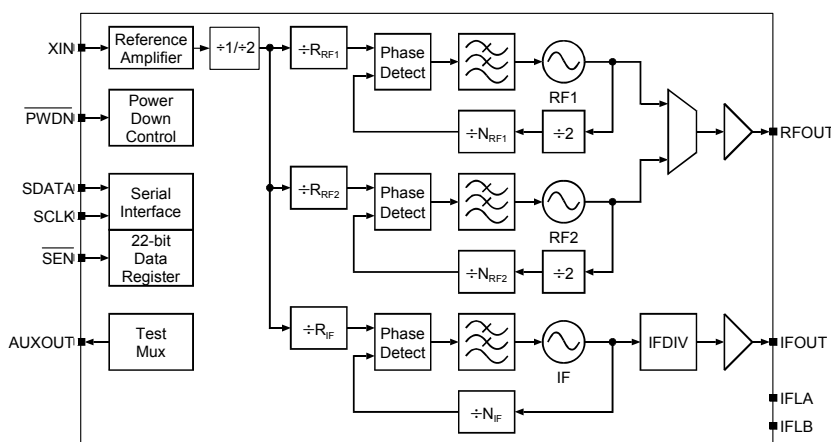 XIN
Reference
Amplifier
÷1/÷2
÷RRF1
Phase
Detect
RF1
÷NRF1
÷2
PWDN
Power
Down
Control
RFOUT
SDATA
SCLK
Serial
Interface
÷RRF2
Phase
Detect
RF2
÷NRF2
÷2
SEN
22-bit
Data
Register
AUXOUT
Test
Mux
÷RIF
Phase
Detect
IF
÷NIF
IFDIV
IFOUT
IFLA
IFLB